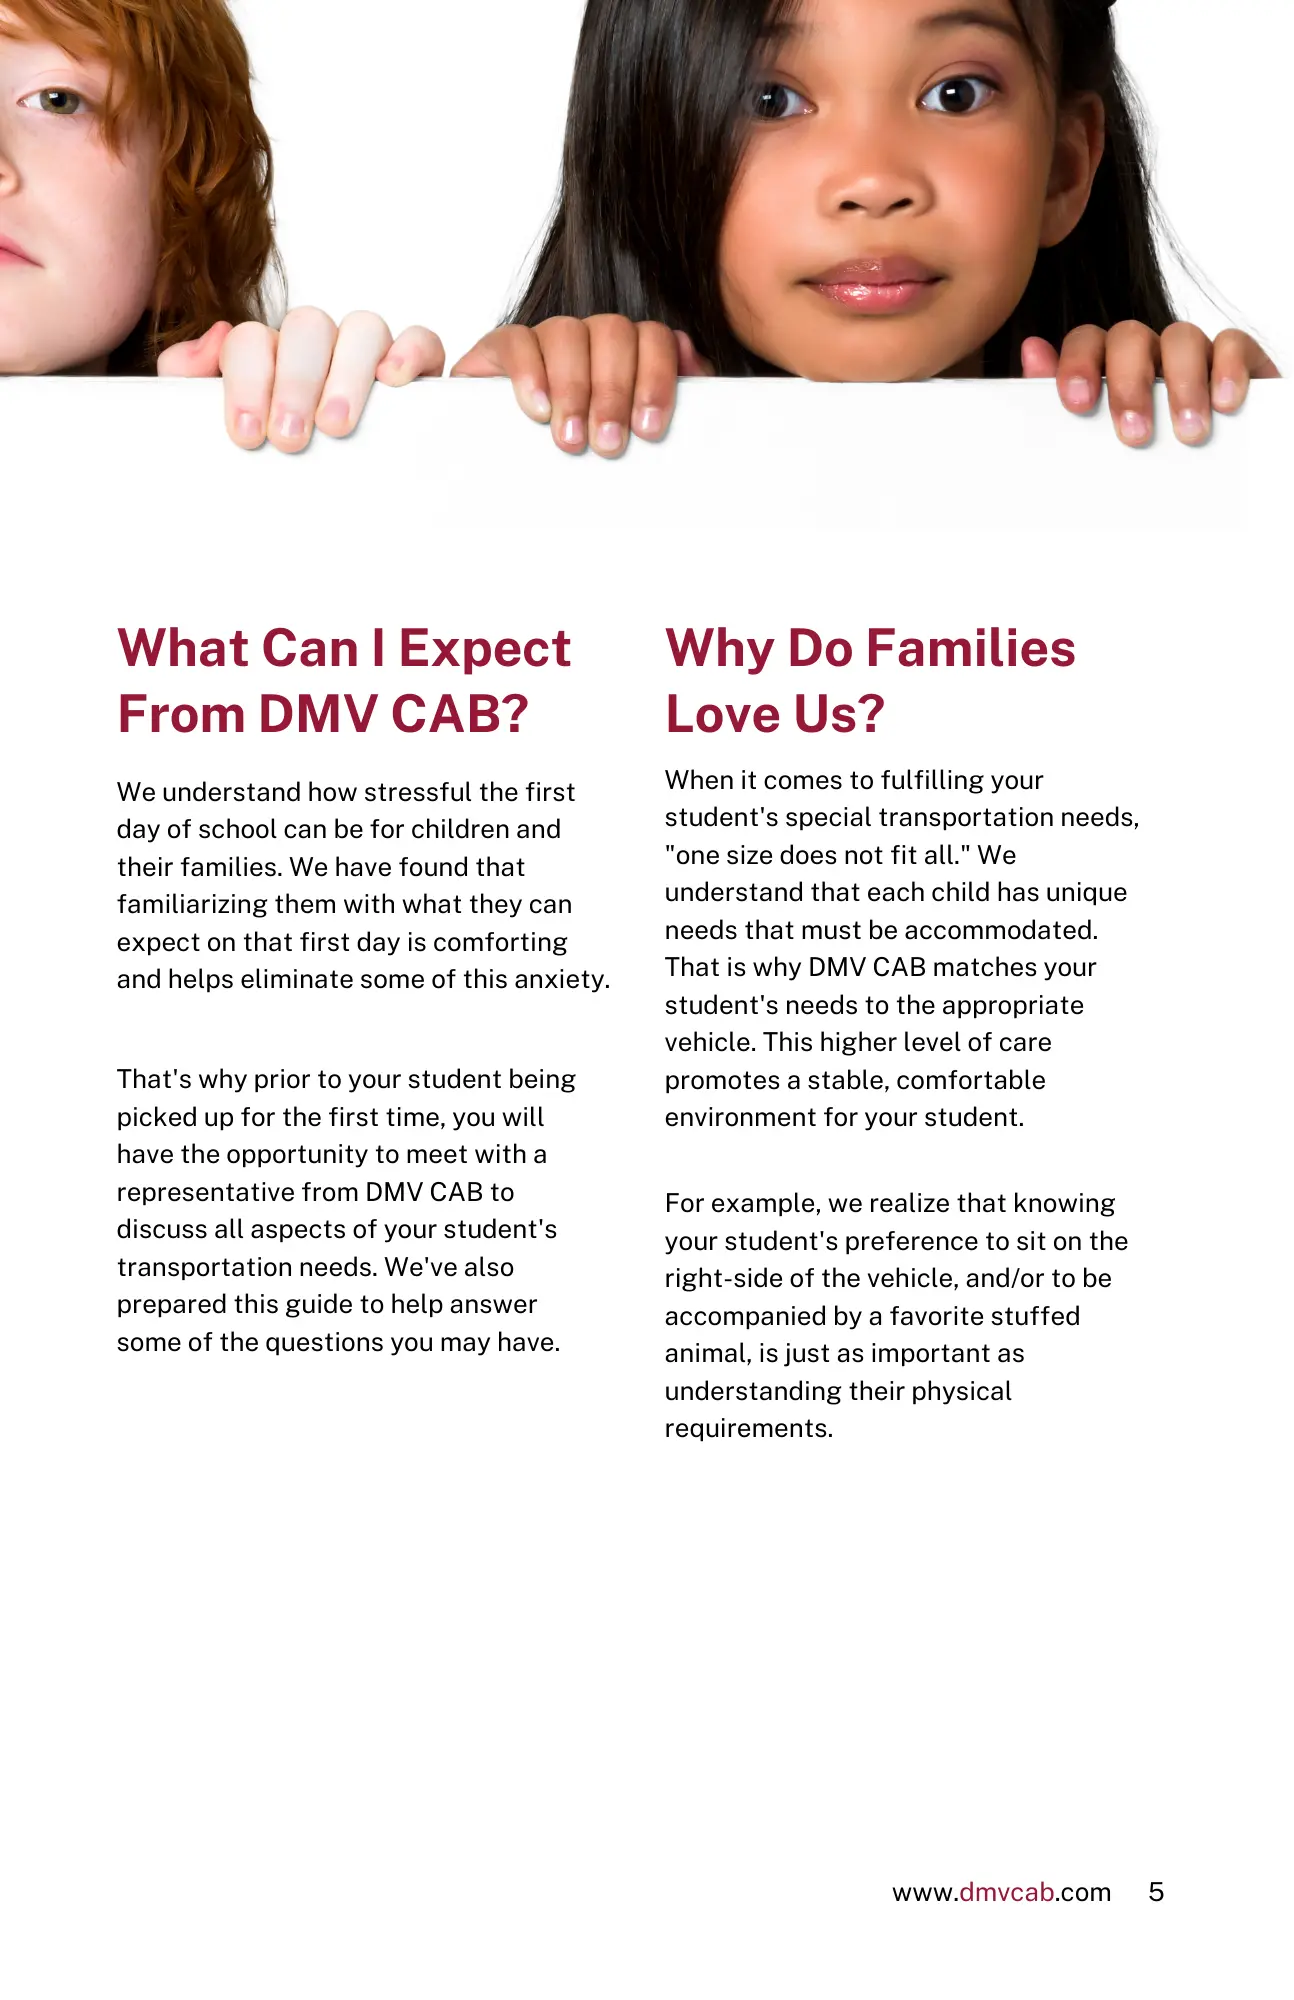 What Can I Expect
From DMV CAB?
We understand how stressful the first
day of school can be for children and
their families. We have found that
familiarizing them with what they can
expect on that first day is comforting
and helps eliminate some of this anxiety.
That's why prior to your student being
picked up for the first time, you will
have the opportunity to meet with a
representative from DMV CAB to
discuss all aspects of your student's
transportation needs. We've also
prepared this guide to help answer
some of the questions you may have.
Why Do Families
Love Us?
When it comes to fulfilling your
student's special transportation needs,
"one size does not fit all." We
understand that each child has unique
needs that must be accommodated.
That is why DMV CAB matches your
student's needs to the appropriate
vehicle. This higher level of care
promotes a stable, comfortable
environment for your student.
For example, we realize that knowing
your student's preference to sit on the
right-side of the vehicle, and/or to be
accompanied by a favorite stuffed
animal, is just as important as
understanding their physical
requirements.
www.dmvcab.com 5